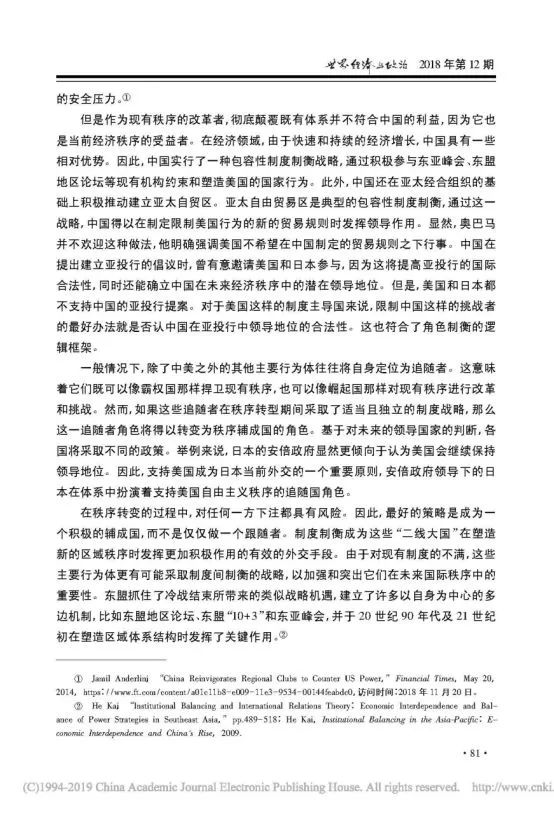 世界经济与政治 2018 年第 12 期
的安全压力。①
但是作为现有秩序的改革者,彻底颠覆既有体系并不符合中国的利益,因为它也
是当前经济秩序的受益者。在经济领域,由于快速和持续的经济增长,中国具有一些
相对优势。因此,中国实行了一种包容性制度制衡战略,通过积极参与东亚峰会、东盟
地区论坛等现有机构约束和塑造美国的国家行为。此外,中国还在亚太经合组织的基
础上积极推动建立亚太自贸区。亚太自由贸易区是典型的包容性制度制衡,通过这一
战略,中国得以在制定限制美国行为的新的贸易规则时发挥领导作用。显然,奥巴马
并不欢迎这种做法,他明确强调美国不希望在中国制定的贸易规则之下行事。中国在
提出建立亚投行的倡议时,曾有意邀请美国和日本参与,因为这将提高亚投行的国际
合法性,同时还能确立中国在未来经济秩序中的潜在领导地位。但是,美国和日本都
不支持中国的亚投行提案。对于美国这样的制度主导国来说,限制中国这样的挑战者
的最好办法就是否认中国在亚投行中领导地位的合法性。这也符合了角色制衡的逻
辑框架。
一般情况下,除了中美之外的其他主要行为体往往将自身定位为追随者。这意味
着它们既可以像霸权国那样捍卫现有秩序,也可以像崛起国那样对现有秩序进行改革
和挑战。然而,如果这些追随者在秩序转型期间采取了适当且独立的制度战略,那么
这一追随者角色将得以转变为秩序辅成国的角色。基于对未来的领导国家的判断,各
国将采取不同的政策。举例来说,日本的安倍政府显然更倾向于认为美国会继续保持
领导地位。因此,支持美国成为日本当前外交的一个重要原则,安倍政府领导下的日
本在体系中扮演着支持美国自由主义秩序的追随国角色。
在秩序转变的过程中,对任何一方下注都具有风险。因此,最好的策略是成为一
个积极的辅成国,而不是仅仅做一个跟随者。制度制衡成为这些“二线大国”在塑造
新的区域秩序时发挥更加积极作用的有效的外交手段。由于对现有制度的不满,这些
主要行为体更有可能采取制度间制衡的战略,以加强和突出它们在未来国际秩序中的
重要性。东盟抓住了冷战结束所带来的类似战略机遇,建立了许多以自身为中心的多
边机制,比如东盟地区论坛、东盟“10+3”和东亚峰会,并于 20 世纪 90 年代及 21 世纪
初在塑造区域体系结构时发挥了关键作用。②
① Jamil Anderlini, “China Reinvigorates Regional Clubs to Counter US Power,” Financial Times, May 20,
2014, https://www.ft.com/content/a01c11b8-e009-11e3-9534-00144feabdc0,访问时间:2018 年 11 月 20 日。
② He Kai, “Institutional Balancing and International Relations Theory: Economic Interdependence and Bal-
ance of Power Strategies in Southeast Asia,” pp.489-518; He Kai, Institutional Balancing in the Asia-Pacific: E-
conomic Interdependence and China’s Rise, 2009.
· 81 ·
(C)1994-2019 China Academic Journal Electronic Publishing House. All rights reserved. http://www.cnki.